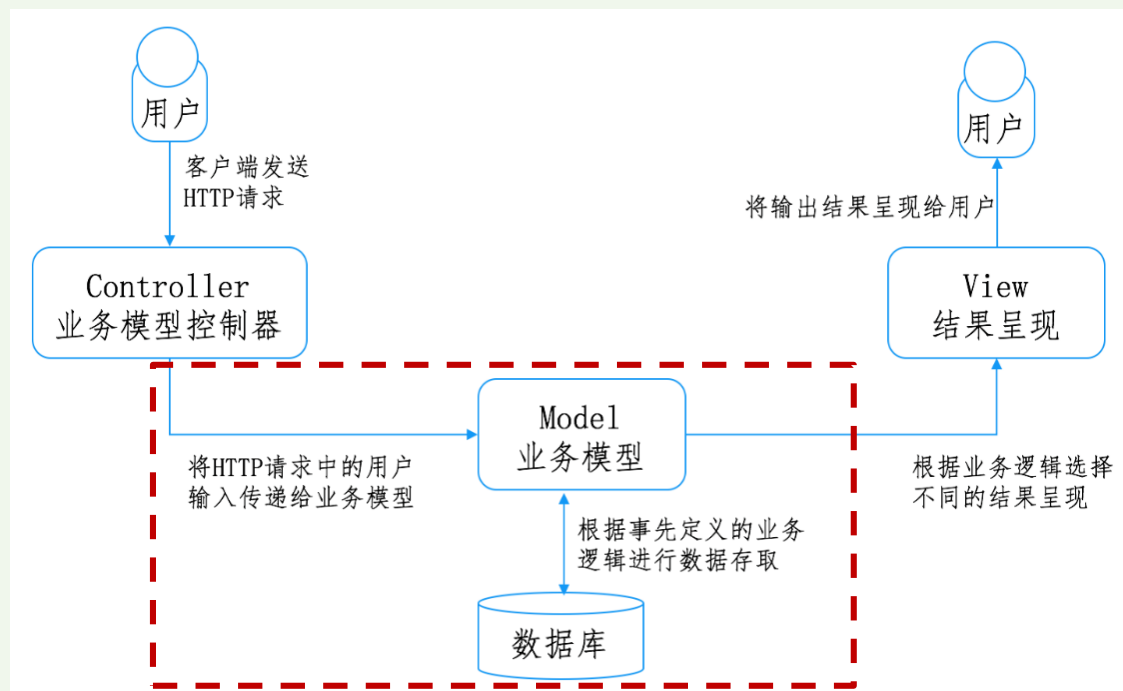 用户
客户端发送
HTTP请求
用户
将输出结果呈现给用户
Controller
业务模型控制器
View
结果呈现
Model
业务模型
将HTTP请求中的用户
输入传递给业务模型
根据业务逻辑选择
不同的结果呈现
根据事先定义的业务
逻辑进行数据存取
数据库